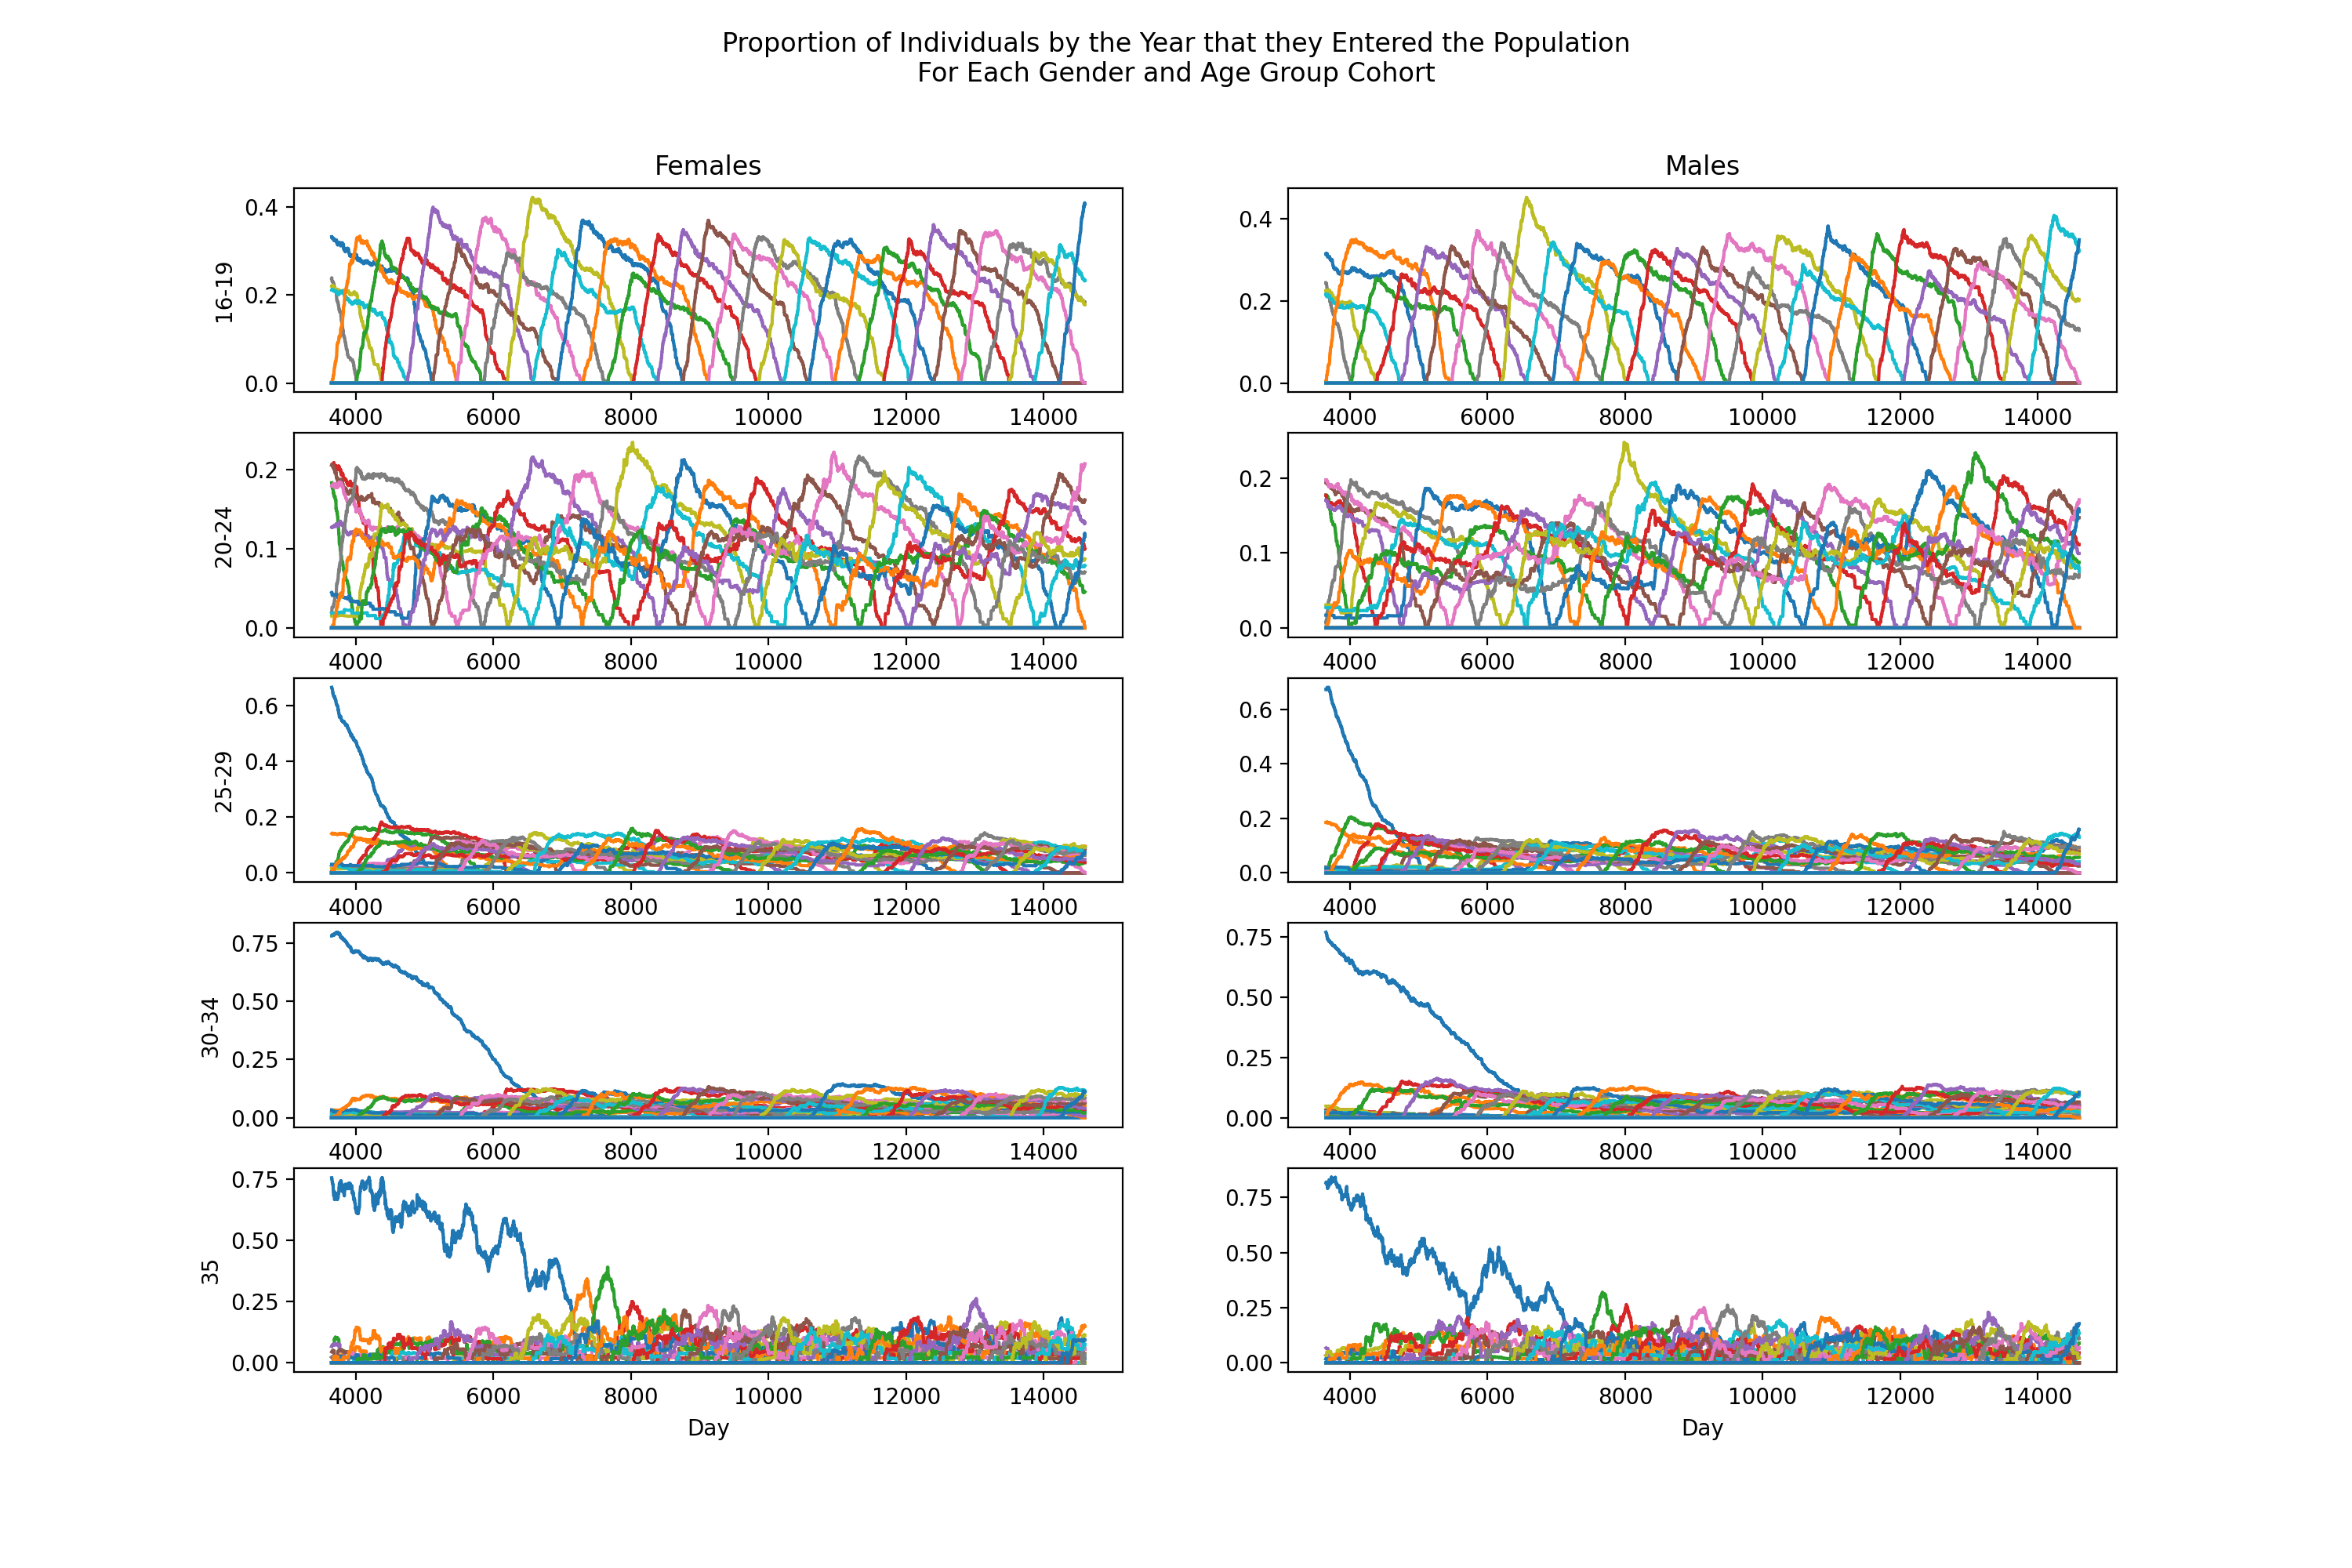 Proportion of Individuals by the Year that they Entered the Population
For Each Gender and Age Group Cohort
Females
Males
0.4
0.2
0.0
16-19
4000 6000 8000 10000 12000 14000
0.4
0.2
0.0
4000 6000 8000 10000 12000 14000
0.2
0.1
0.0
20-24
4000 6000 8000 10000 12000 14000
0.2
0.1
0.0
4000 6000 8000 10000 12000 14000
0.6
0.4
0.2
0.0
25-29
4000 6000 8000 10000 12000 14000
0.6
0.4
0.2
0.0
4000 6000 8000 10000 12000 14000
0.75
0.50
0.25
0.00
30-34
4000 6000 8000 10000 12000 14000
0.75
0.50
0.25
0.00
4000 6000 8000 10000 12000 14000
0.75
0.50
0.25
0.00
35
4000 6000 8000 10000 12000 14000
Day
0.75
0.50
0.25
0.00
4000 6000 8000 10000 12000 14000
Day